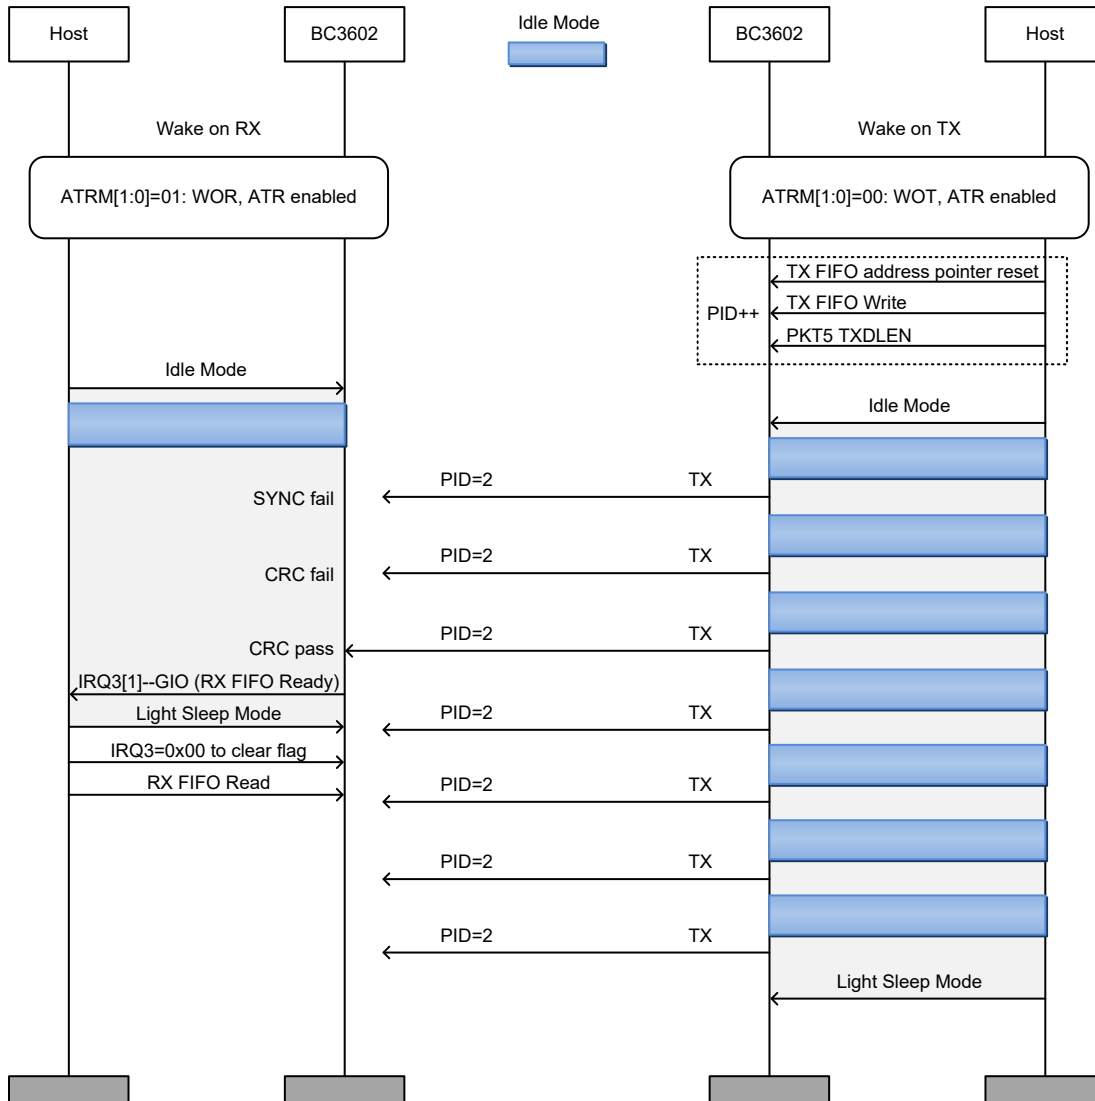 Host
BC3602
Idle Mode
BC3602
Host
Wake on RX
Wake on TX
ATRM[1:0]=01: WOR, ATR enabled
ATRM[1:0]=00: WOT, ATR enabled
TX FIFO address pointer reset
PID++
TX FIFO Write
PKT5 TXDLEN
Idle Mode
Idle Mode
PID=2
TX
SYNC fail
PID=2
TX
CRC fail
PID=2
TX
CRC pass
IRQ3[1]--GIO (RX FIFO Ready)
Light Sleep Mode
PID=2
TX
IRQ3=0x00 to clear flag
RX FIFO Read
PID=2
TX
PID=2
TX
PID=2
TX
Light Sleep Mode